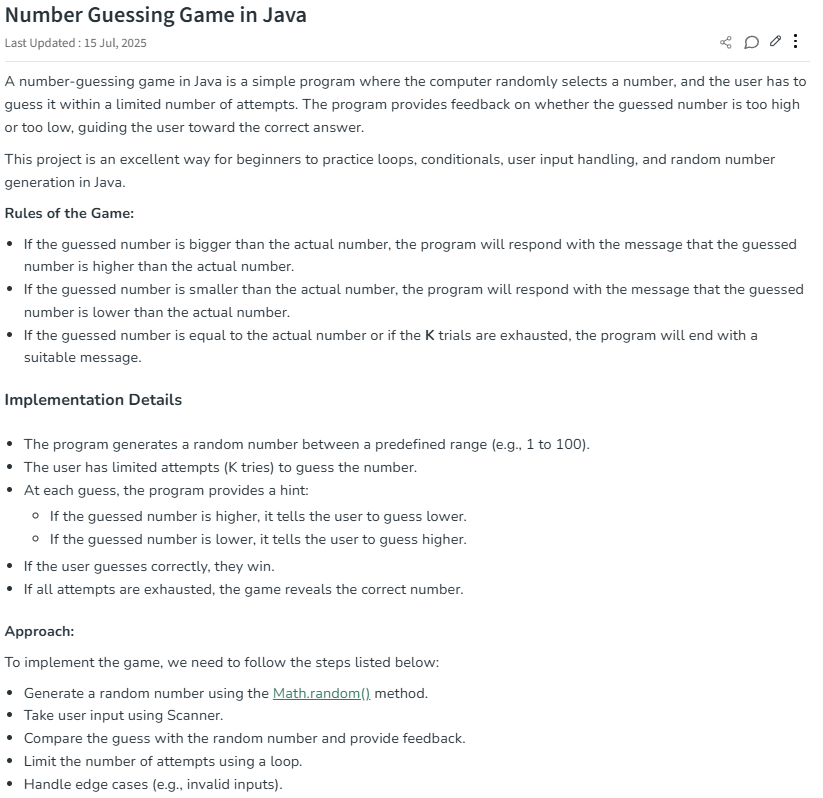 Number Guessing Game in Java
Last Updated : 15 Jul, 2025
A number-guessing game in Java is a simple program where the computer randomly selects a number, and the user has to
guess it within a limited number of attempts. The program provides feedback on whether the guessed number is too high
or too low, guiding the user toward the correct answer.
This project is an excellent way for beginners to practice loops, conditionals, user input handling, and random number
generation in Java.
Rules of the Game:
• If the guessed number is bigger than the actual number, the program will respond with the message that the guessed
number is higher than the actual number.
• If the guessed number is smaller than the actual number, the program will respond with the message that the guessed
number is lower than the actual number.
• If the guessed number is equal to the actual number or if the K trials are exhausted, the program will end with a
suitable message.
Implementation Details
• The program generates a random number between a predefined range (e.g., 1 to 100).
• The user has limited attempts (K tries) to guess the number.
• At each guess, the program provides a hint:
◦ If the guessed number is higher, it tells the user to guess lower.
◦ If the guessed number is lower, it tells the user to guess higher.
• If the user guesses correctly, they win.
• If all attempts are exhausted, the game reveals the correct number.
Approach:
To implement the game, we need to follow the steps listed below:
• Generate a random number using the Math.random() method.
• Take user input using Scanner.
• Compare the guess with the random number and provide feedback.
• Limit the number of attempts using a loop.
• Handle edge cases (e.g., invalid inputs).